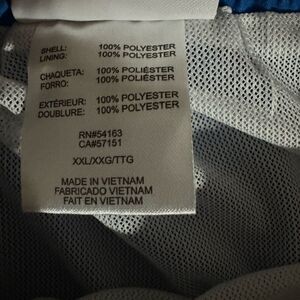 SHELL: 100% POLYESTER
LINING: 100% POLYESTER
CHAQUETA: 100% POLIÉSTER
FORRO: 100% POLIÉSTER
EXTÉRIEUR: 100% POLYESTER
DOUBLURE: 100% POLYESTER
RN#54163
CA#57151
XXL/XXG/TTG
MADE IN VIETNAM
FABRICADO VIETNAM
FAIT EN VIETNAM